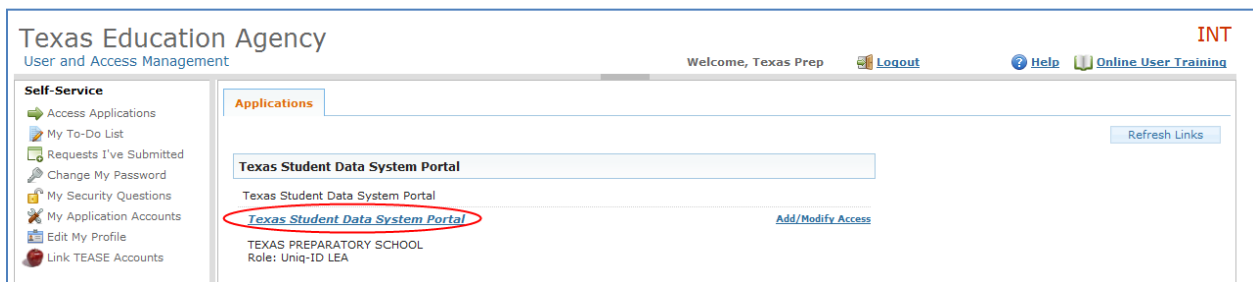 Texas Education Agency
INT
User and Access Management
Welcome, Texas Prep
Logout
Help
Online User Training
Self-Service
Access Applications
My To-Do List
Requests I've Submitted
Change My Password
My Security Questions
My Application Accounts
Edit My Profile
Link TEASE Accounts
Applications
Refresh Links
Texas Student Data System Portal
Texas Student Data System Portal
Texas Student Data System Portal
Add/Modify Access
TEXAS PREPARATORY SCHOOL
Role: Uniq-ID LEA